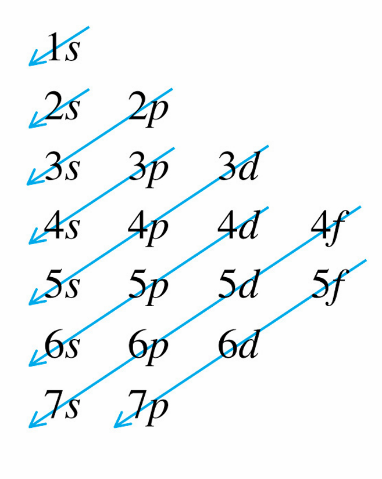 1s
2s 2p
3s 3p 3d
4s 4p 4d 4f
5s 5p 5d 5f
6s 6p 6d
7s 7p